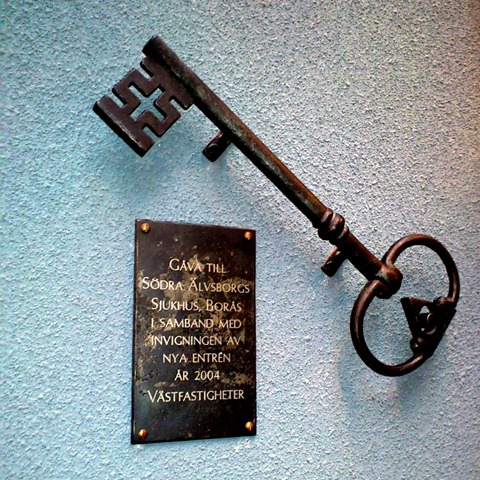 GÅVA TILL
SÖDRA ÄLVSBORGS
SJUKHUS, BORÅS
I SAMBAND MED
INVIGNINGEN AV
NYA ENTRÉN
ÅR 2004
VÄSTFASTIGHETER